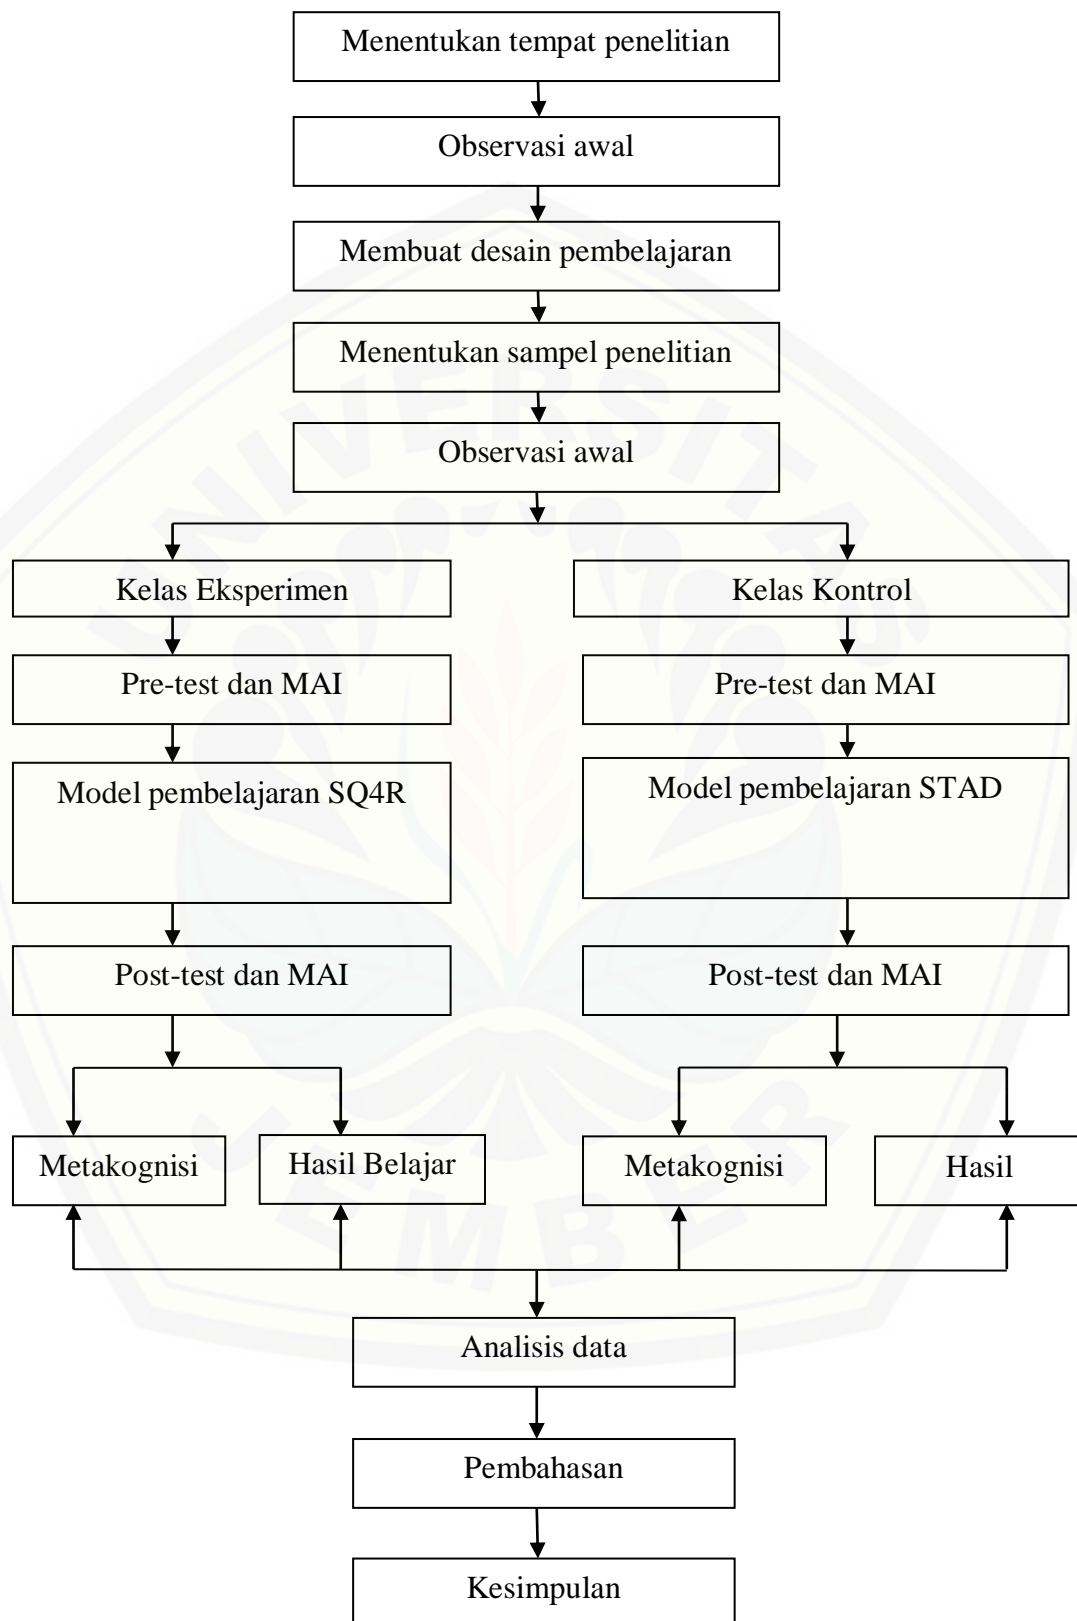 Menentukan tempat penelitian
Observasi awal
Membuat desain pembelajaran
Menentukan sampel penelitian
Observasi awal
Kelas Eksperimen
Kelas Kontrol
Pre-test dan MAI
Pre-test dan MAI
Model pembelajaran SQ4R
Model pembelajaran STAD
Post-test dan MAI
Post-test dan MAI
Metakognisi
Hasil Belajar
Metakognisi
Hasil
Analisis data
Pembahasan
Kesimpulan
UNIVERSITAS
JEMBER